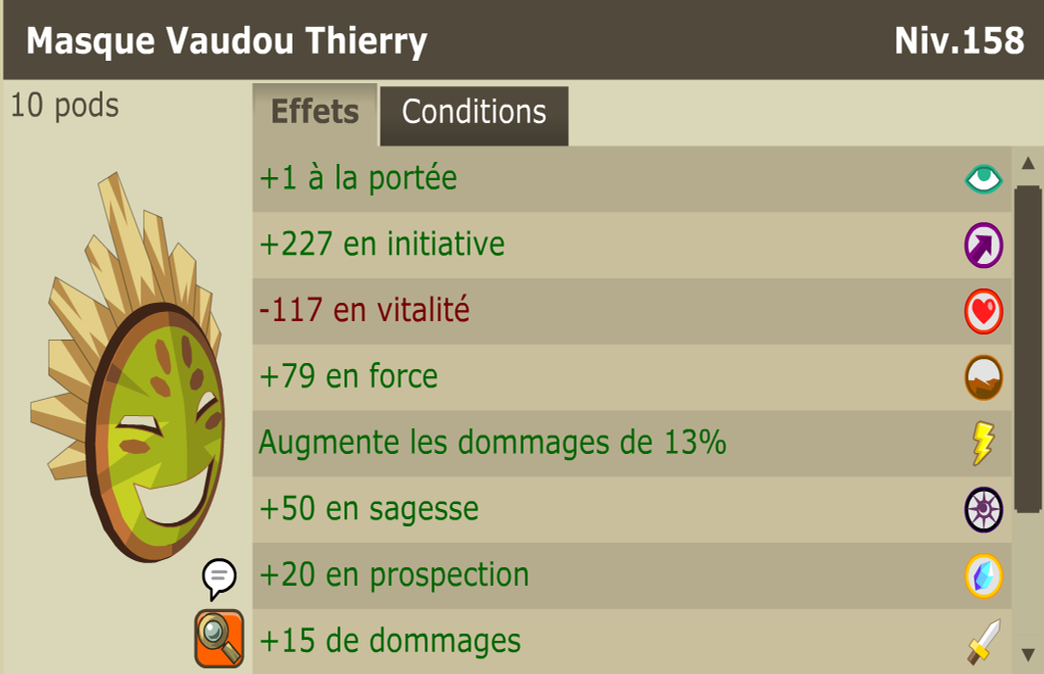 Masque Vaudou Thierry Niv.158
10 pods
Effets Conditions
+1 à la portée
+227 en initiative
-117 en vitalité
+79 en force
Augmente les dommages de 13%
+50 en sagesse
+20 en prospection
+15 de dommages